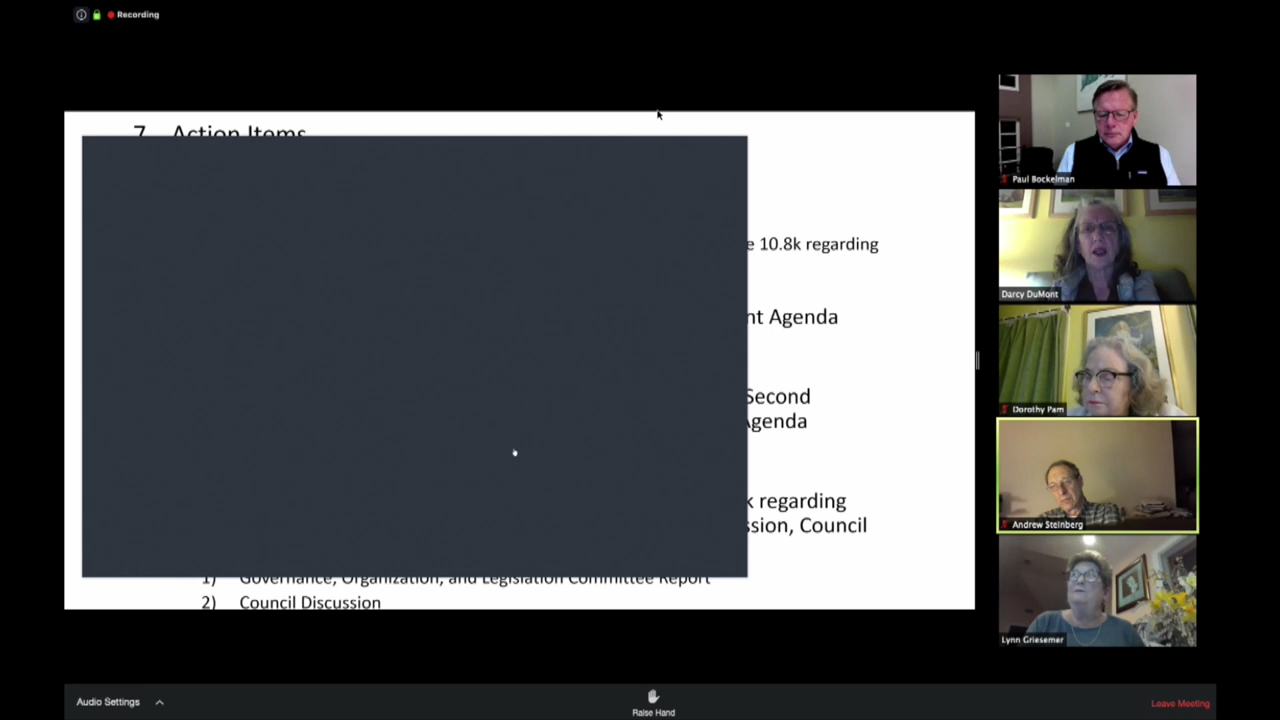 Recording
7. Action Items
10.8k regarding
Agenda
Second
Agenda
regarding
Council
1) Governance, Organization, and Legislation Committee Report
2) Council Discussion
Paul Bockelman
Darcy DuMont
Dorothy Pam
Andrew Steinberg
Lynn Griesemer
Audio Settings
Raise Hand
Leave Meeting